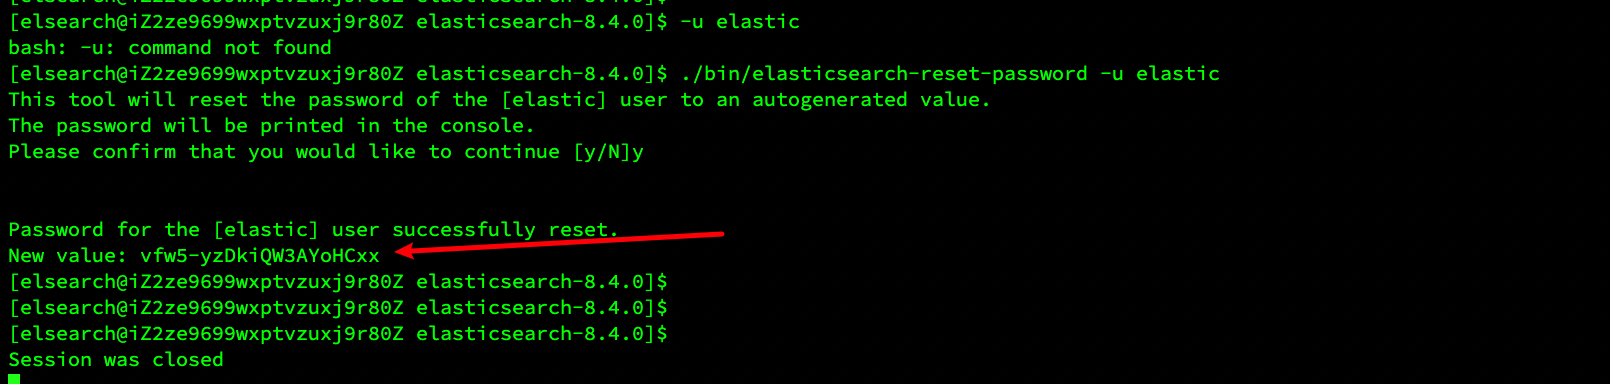 [elsearch@iZ2ze9699wxptvzuxj9r80Z elasticsearch-8.4.0]$ -u elastic
bash: -u: command not found
[elsearch@iZ2ze9699wxptvzuxj9r80Z elasticsearch-8.4.0]$ ./bin/elasticsearch-reset-password -u elastic
This tool will reset the password of the [elastic] user to an autogenerated value.
The password will be printed in the console.
Please confirm that you would like to continue [y/N]y
Password for the [elastic] user successfully reset.
New value: vfw5-yzDkiQW3AYoHCxx
[elsearch@iZ2ze9699wxptvzuxj9r80Z elasticsearch-8.4.0]$
[elsearch@iZ2ze9699wxptvzuxj9r80Z elasticsearch-8.4.0]$
[elsearch@iZ2ze9699wxptvzuxj9r80Z elasticsearch-8.4.0]$
Session was closed